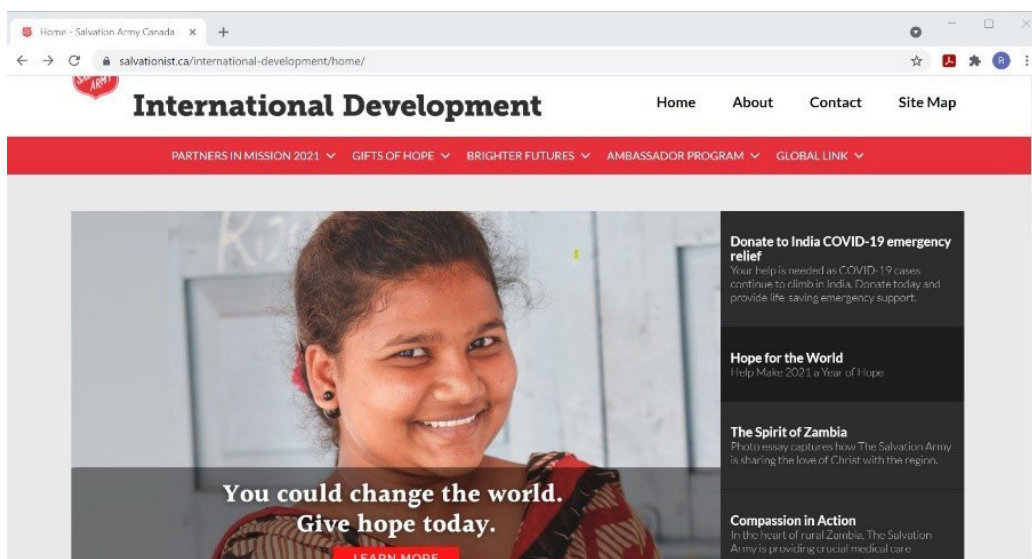 Home - Salvation Army Canada
salvationist.ca/international-development/home/
ARMY
International Development
Home About Contact Site Map
PARTNERS IN MISSION 2021 GIFTS OF HOPE BRIGHTER FUTURES AMBASSADOR PROGRAM GLOBAL LINK
Donate to India COVID-19 emergency
relief
Your help is needed as COVID-19 cases
continue to climb in India. Donate today and
provide life saving emergency support.
Hope for the World
Help Make 2021 a Year of Hope
The Spirit of Zambia
Photo essay captures how The Salvation Army
is sharing the love of Christ with the region.
You could change the world.
Give hope today.
LEARN MORE
Compassion in Action
In the heart of rural Zambia, The Salvation
Army is providing crucial medical care
R